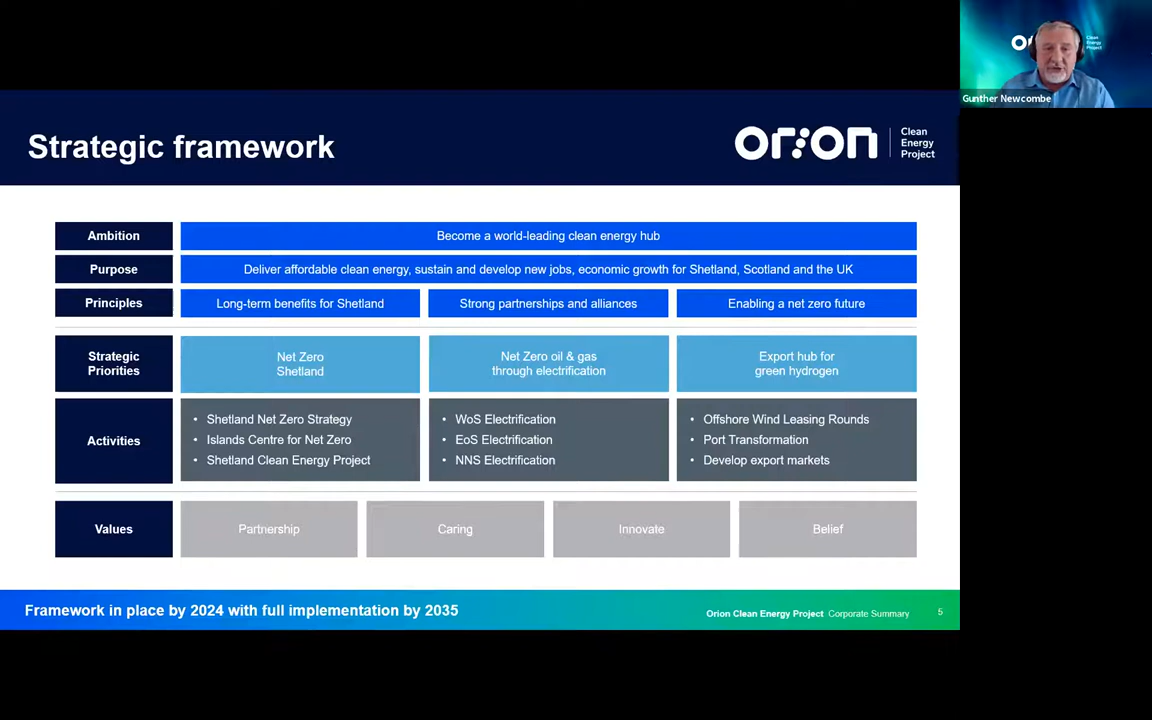 Or
Clean
Energy
Project
Gunther Newcombe
Strategic framework
orion
Clean
Energy
Project
Ambition
Become a world-leading clean energy hub
Purpose
Deliver affordable clean energy, sustain and develop new jobs, economic growth for Shetland, Scotland and the UK
Principles
Long-term benefits for Shetland
Strong partnerships and alliances
Enabling a net zero future
Strategic
Priorities
Net Zero
Shetland
Net Zero oil & gas
through electrification
Export hub for
green hydrogen
Activities
• Shetland Net Zero Strategy
• Islands Centre for Net Zero
• Shetland Clean Energy Project
• WoS Electrification
• EoS Electrification
• NNS Electrification
• Offshore Wind Leasing Rounds
• Port Transformation
• Develop export markets
Values
Partnership
Caring
Innovate
Belief
Framework in place by 2024 with full implementation by 2035
Orion Clean Energy Project Corporate Summary
5